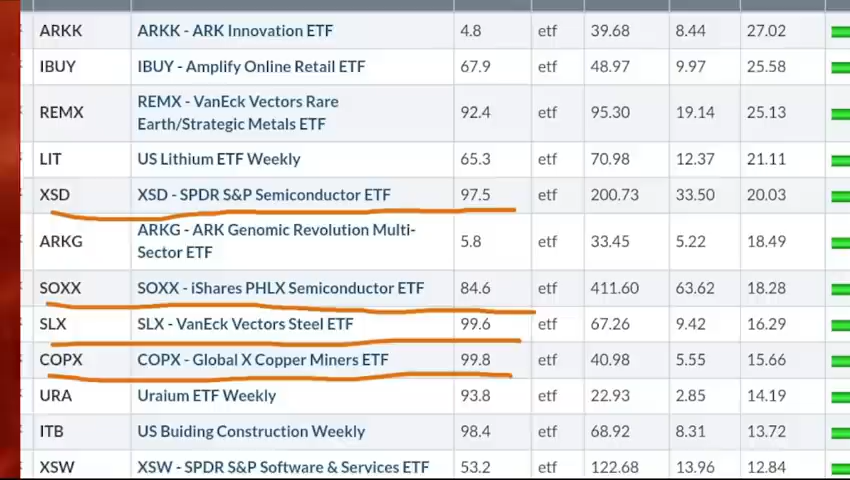 ARKK ARKK - ARK Innovation ETF 4.8 etf 39.68 8.44 27.02
IBUY IBUY - Amplify Online Retail ETF 67.9 etf 48.97 9.97 25.58
REMX REMX - VanEck Vectors Rare Earth/Strategic Metals ETF 92.4 etf 95.30 19.14 25.13
LIT US Lithium ETF Weekly 65.3 etf 70.98 12.37 21.11
XSD XSD - SPDR S&P Semiconductor ETF 97.5 etf 200.73 33.50 20.03
ARKG ARKG - ARK Genomic Revolution Multi-Sector ETF 5.8 etf 33.45 5.22 18.49
SOXX SOXX - iShares PHLX Semiconductor ETF 84.6 etf 411.60 63.62 18.28
SLX SLX - VanEck Vectors Steel ETF 99.6 etf 67.26 9.42 16.29
COPX COPX - Global X Copper Miners ETF 99.8 etf 40.98 5.55 15.66
URA Uraium ETF Weekly 93.8 etf 22.93 2.85 14.19
ITB US Buiding Construction Weekly 98.4 etf 68.92 8.31 13.72
XSW XSW - SPDR S&P Software & Services ETF 53.2 etf 122.68 13.96 12.84